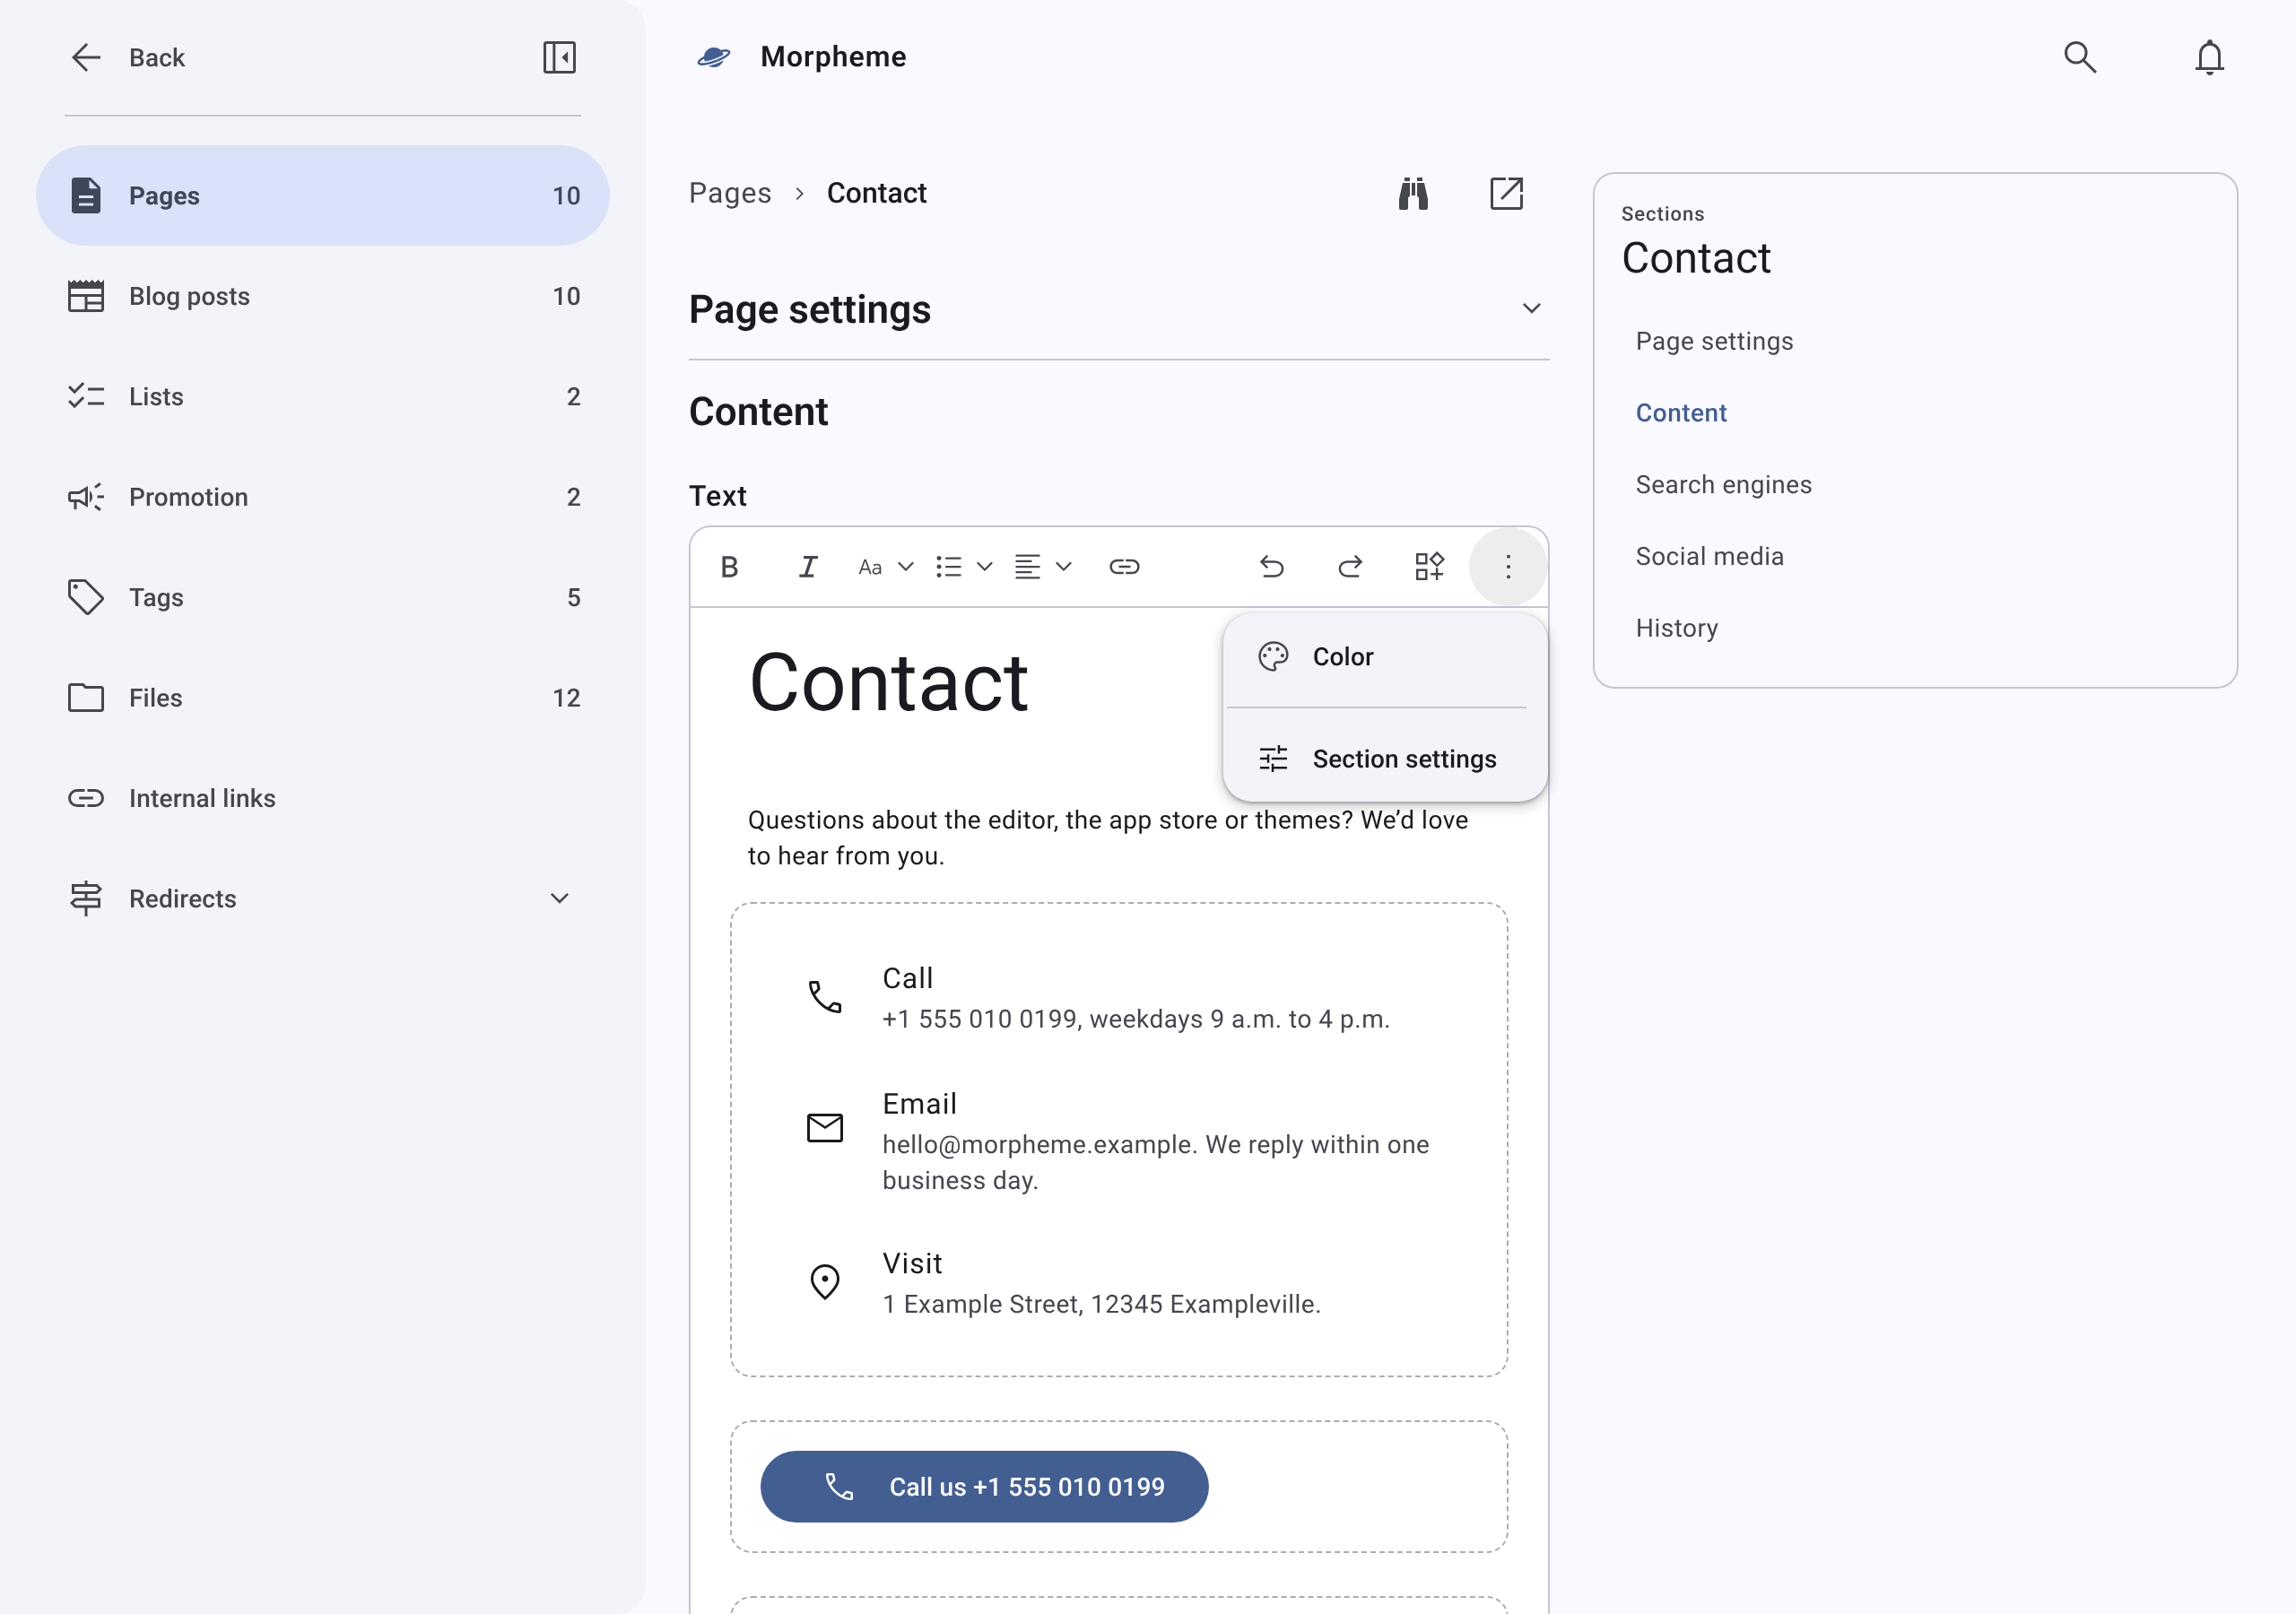 Back
Pages 10
Blog posts 10
Lists 2
Promotion 2
Tags 5
Files 12
Internal links
Redirects
Morpheme
Pages › Contact
Page settings
Content
Text
B I Aa
Color
Section settings
Contact
Questions about the editor, the app store or themes? We’d love
to hear from you.
Call
+1 555 010 0199, weekdays 9 a.m. to 4 p.m.
Email
hello@morpheme.example. We reply within one
business day.
Visit
1 Example Street, 12345 Exampleville.
Call us +1 555 010 0199
Sections
Contact
Page settings
Content
Search engines
Social media
History